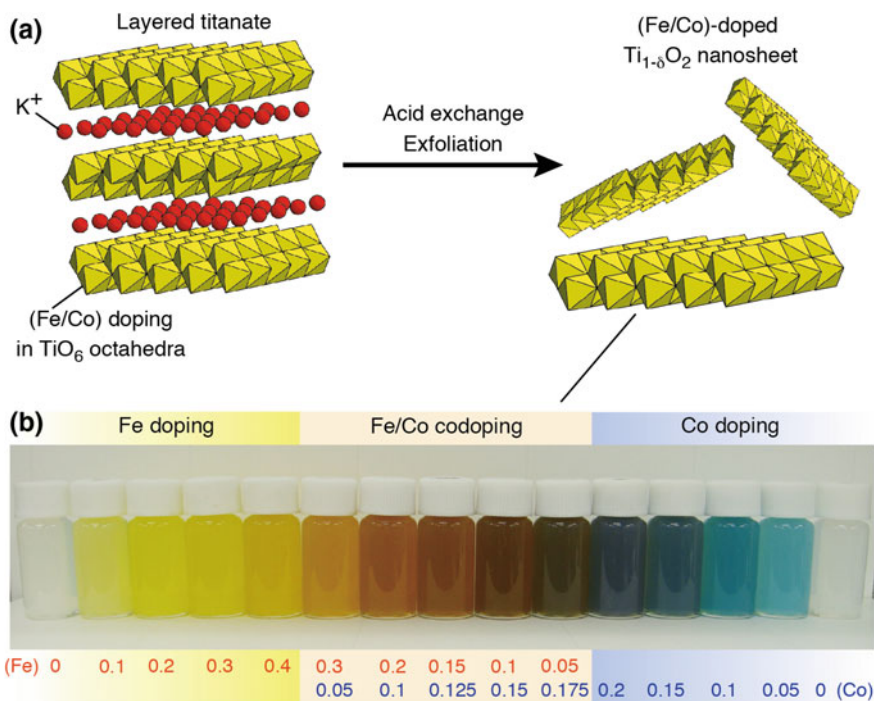 (a)
Layered titanate
K+
(Fe/Co) doping
in TiO6 octahedra
Acid exchange
Exfoliation
(Fe/Co)-doped
Ti1-δO2 nanosheet
(b)
Fe doping
Fe/Co codoping
Co doping
(Fe) 0 0.1 0.2 0.3 0.4 0.3 0.2 0.15 0.1 0.05
0.05 0.1 0.125 0.15 0.175 0.2 0.15 0.1 0.05 0 (Co)